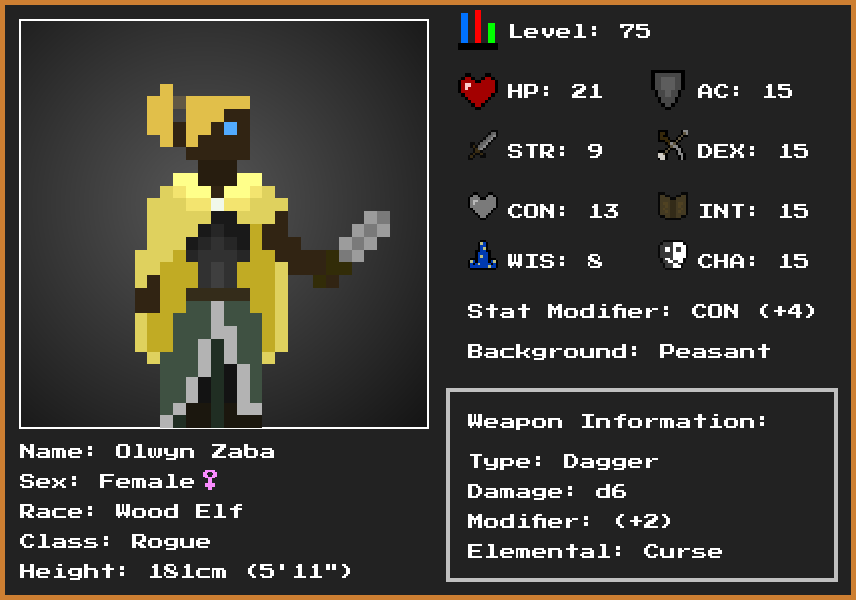 Level: 75
HP: 21 AC: 15
STR: 9 DEX: 15
CON: 13 INT: 15
WIS: 8 CHA: 15
Stat Modifier: CON (+4)
Background: Peasant
Weapon Information:
Type: Dagger
Damage: d6
Modifier: (+2)
Elemental: Curse
Name: Olwyn Zaba
Sex: Female♀
Race: Wood Elf
Class: Rogue
Height: 181cm (5'11")